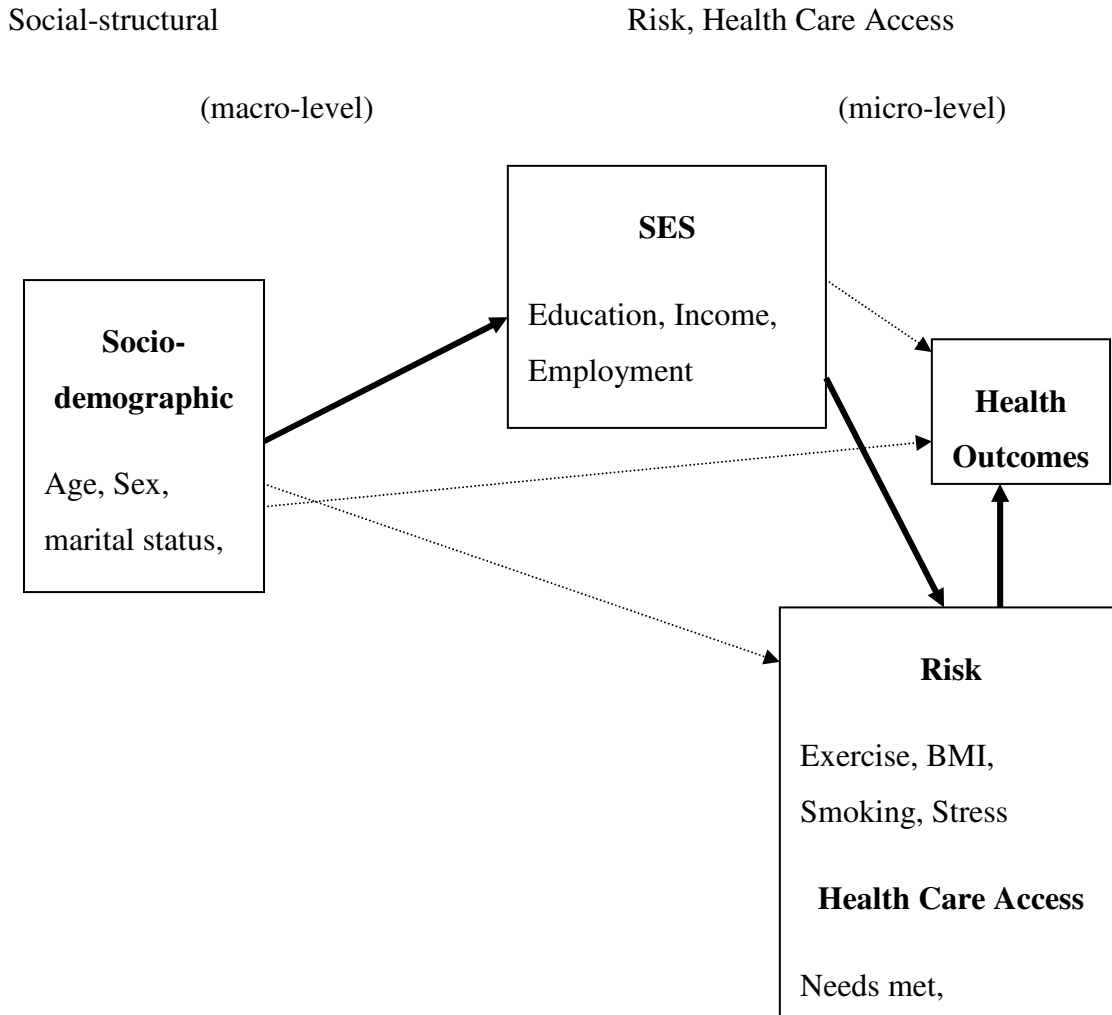 Social-structural
Risk, Health Care Access
(macro-level)
(micro-level)
SES
Education, Income,
Employment
Socio-
demographic
Age, Sex,
marital status,
Health
Outcomes
Risk
Exercise, BMI,
Smoking, Stress
Health Care Access
Needs met,